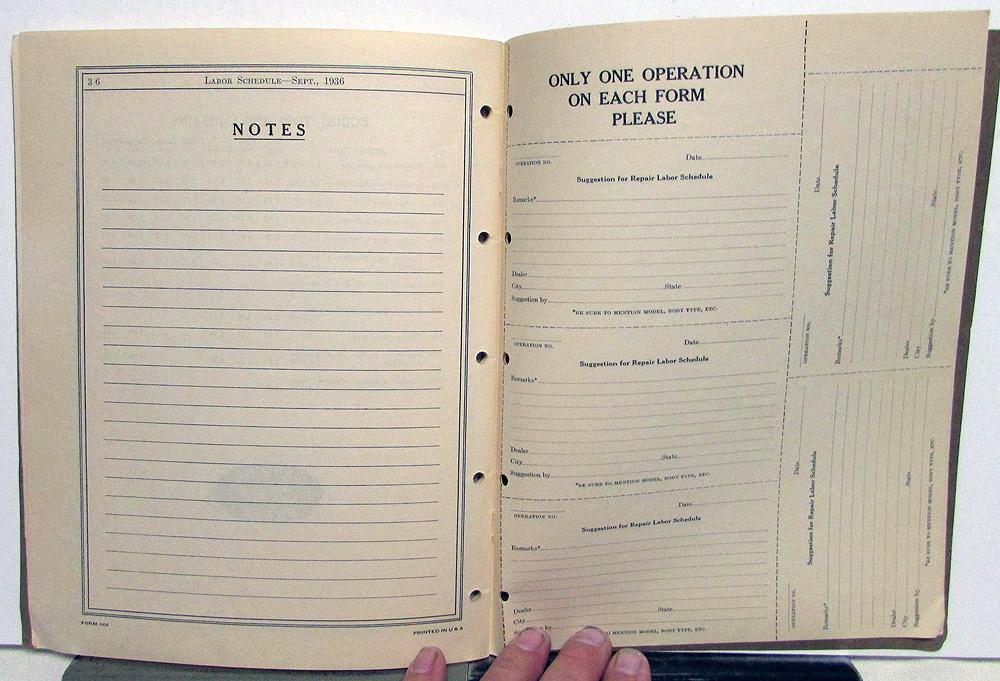 36
Labor Schedule—Sept., 1936
NOTES
FORM 1934
PRINTED IN U S A
ONLY ONE OPERATION
ON EACH FORM
PLEASE
OPERATION NO.
Date
Suggestion for Repair Labor Schedule
Remarks*
Dealer
City State
Suggestion by
*BE SURE TO MENTION MODEL, BODY TYPE, ETC.
OPERATION NO.
Date
Suggestion for Repair Labor Schedule
Remarks*
Dealer
City State
Suggestion by
*BE SURE TO MENTION MODEL, BODY TYPE, ETC.
OPERATION NO.
Date
Suggestion for Repair Labor Schedule
Remarks*
Dealer
City State
MENTION MODEL, BODY TYPE, ETC.
OPERATION NO.
Date
Suggestion for Repair Labor Schedule
Remarks*
Dealer
City State
Suggestion by
*BE SURE TO MENTION MODEL, BODY TYPE, ETC.
OPERATION NO.
Date
Suggestion for Repair Labor Schedule
Remarks*
Dealer
City State
Suggestion by
*BE SURE TO MENTION MODEL, BODY TYPE, ETC.